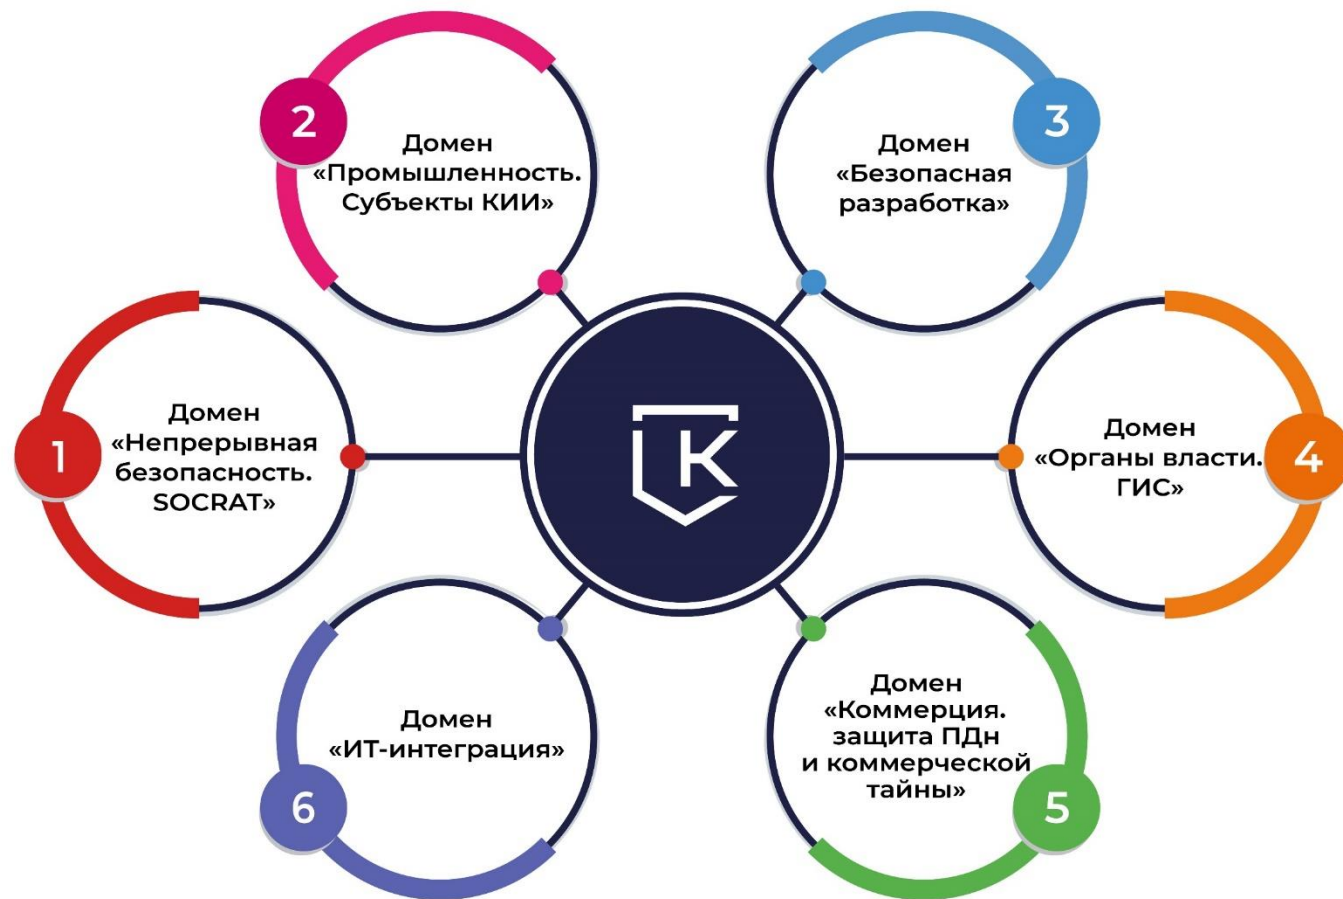 1
Домен
«Непрерывная
безопасность.
SOCRAT»
2
Домен
«Промышленность.
Субъекты КИИ»
3
Домен
«Безопасная
разработка»
4
Домен
«Органы власти.
ГИС»
5
Домен
«Коммерция.
защита ПДн
и коммерческой
тайны»
6
Домен
«ИТ-интеграция»
К